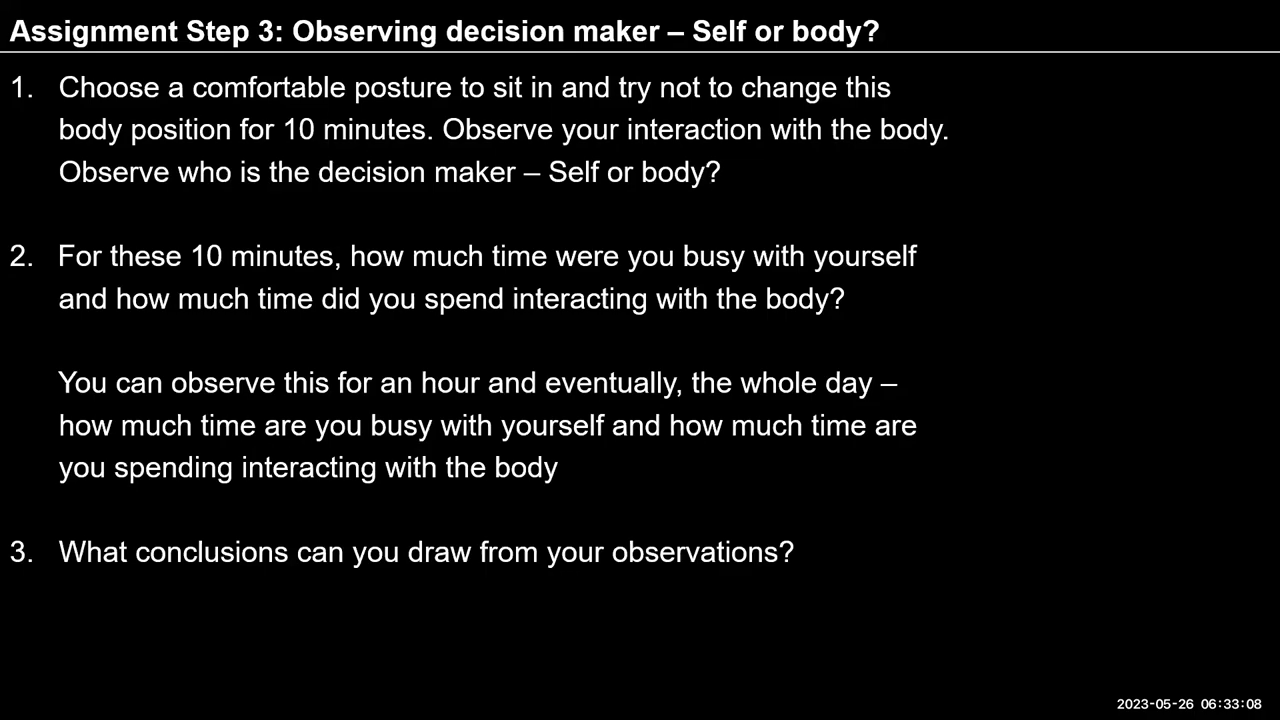 Assignment Step 3: Observing decision maker – Self or body?
1. Choose a comfortable posture to sit in and try not to change this
body position for 10 minutes. Observe your interaction with the body.
Observe who is the decision maker – Self or body?
2. For these 10 minutes, how much time were you busy with yourself
and how much time did you spend interacting with the body?
You can observe this for an hour and eventually, the whole day –
how much time are you busy with yourself and how much time are
you spending interacting with the body
3. What conclusions can you draw from your observations?
2023-05-26 06:33:08